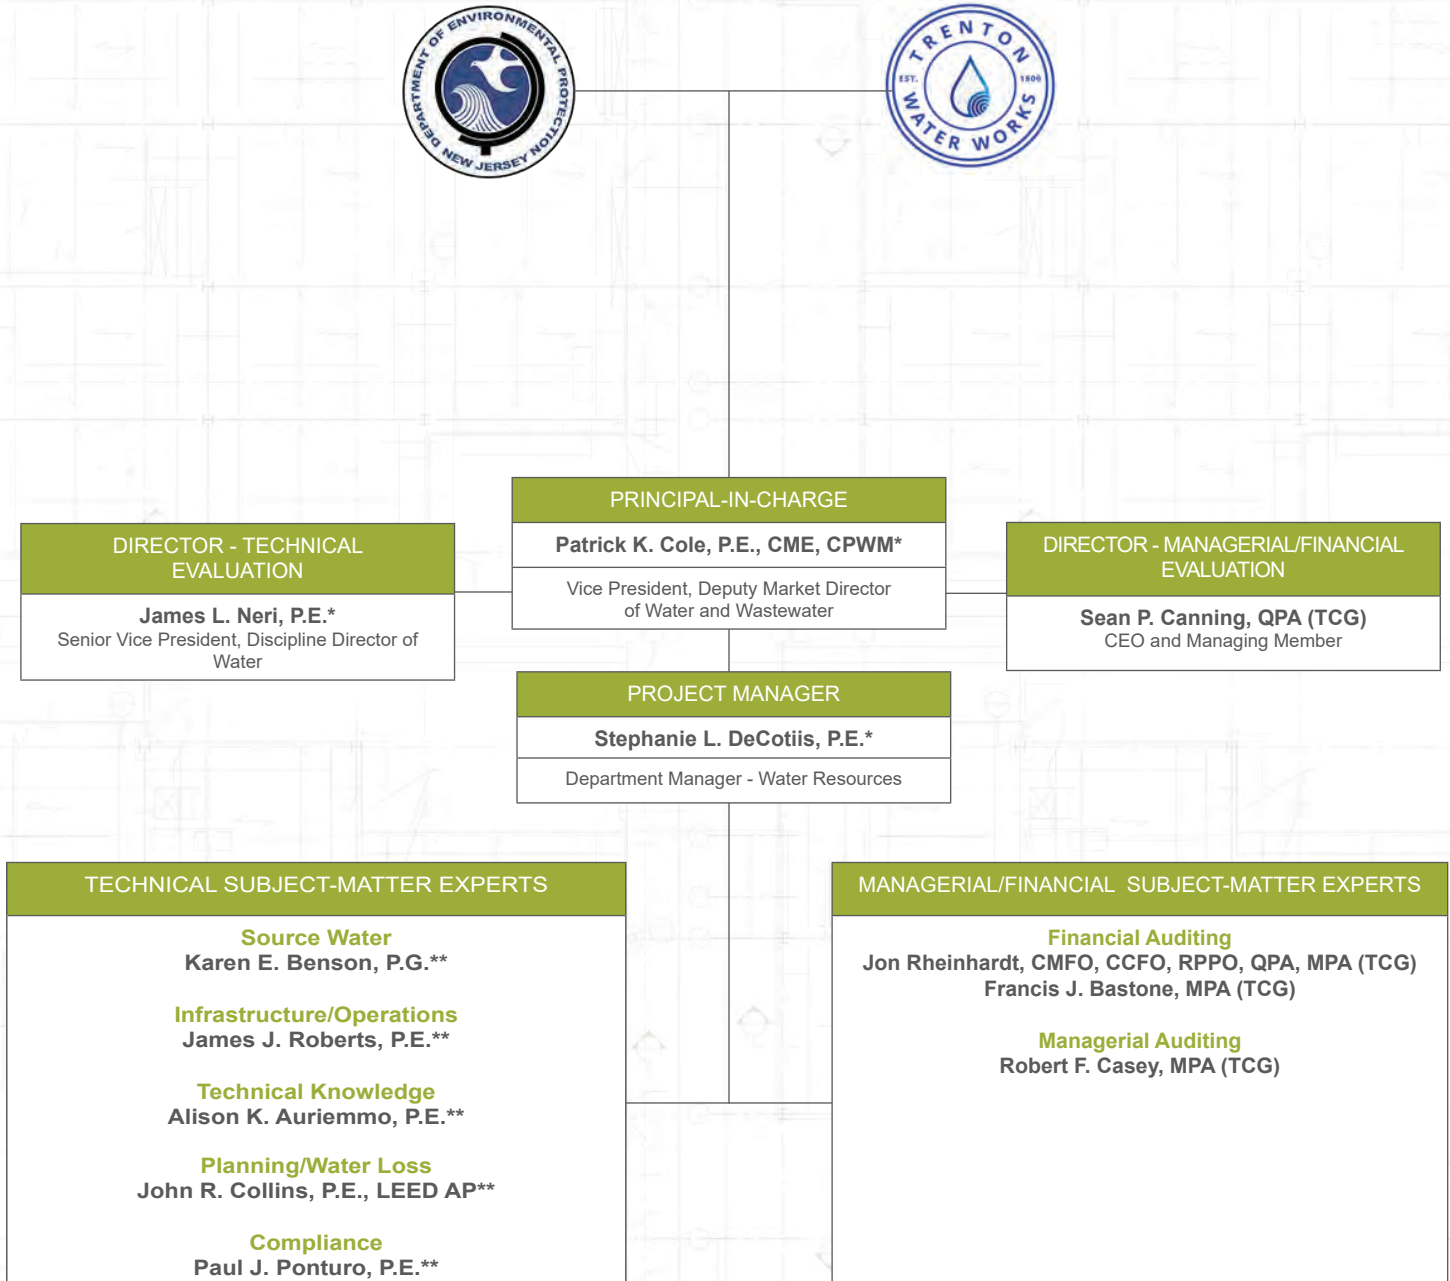 DEPARTMENT OF ENVIRONMENTAL PROTECTION
NEW JERSEY
TRENTON
EST. 1806
WATER WORKS
PRINCIPAL-IN-CHARGE
Patrick K. Cole, P.E., CME, CPWM*
Vice President, Deputy Market Director
of Water and Wastewater
DIRECTOR - TECHNICAL
EVALUATION
James L. Neri, P.E.*
Senior Vice President, Discipline Director of
Water
DIRECTOR - MANAGERIAL/FINANCIAL
EVALUATION
Sean P. Canning, QPA (TCG)
CEO and Managing Member
PROJECT MANAGER
Stephanie L. DeCotiis, P.E.*
Department Manager - Water Resources
TECHNICAL SUBJECT-MATTER EXPERTS
Source Water
Karen E. Benson, P.G.**
Infrastructure/Operations
James J. Roberts, P.E.**
Technical Knowledge
Alison K. Auriemmo, P.E.**
Planning/Water Loss
John R. Collins, P.E., LEED AP**
Compliance
Paul J. Ponturo, P.E.**
MANAGERIAL/FINANCIAL SUBJECT-MATTER EXPERTS
Financial Auditing
Jon Rheinhardt, CMFO, CCFO, RPPO, QPA, MPA (TCG)
Francis J. Bastone, MPA (TCG)
Managerial Auditing
Robert F. Casey, MPA (TCG)